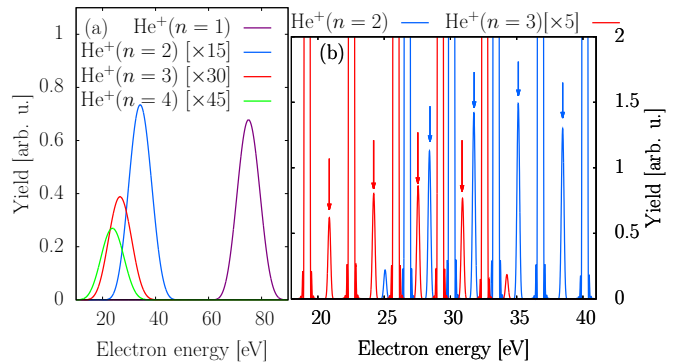 (a) He⁺(n = 1)
He⁺(n = 2) [×15]
He⁺(n = 3) [×30]
He⁺(n = 4) [×45]
Yield [arb. u.]
1
0.8
0.6
0.4
0.2
0
20 40 60 80
Electron energy [eV]
He⁺(n = 2) He⁺(n = 3)[×5]
(b)
2
1.5
1
0.5
0
Yield [arb. u.]
20 25 30 35 40
Electron energy [eV]